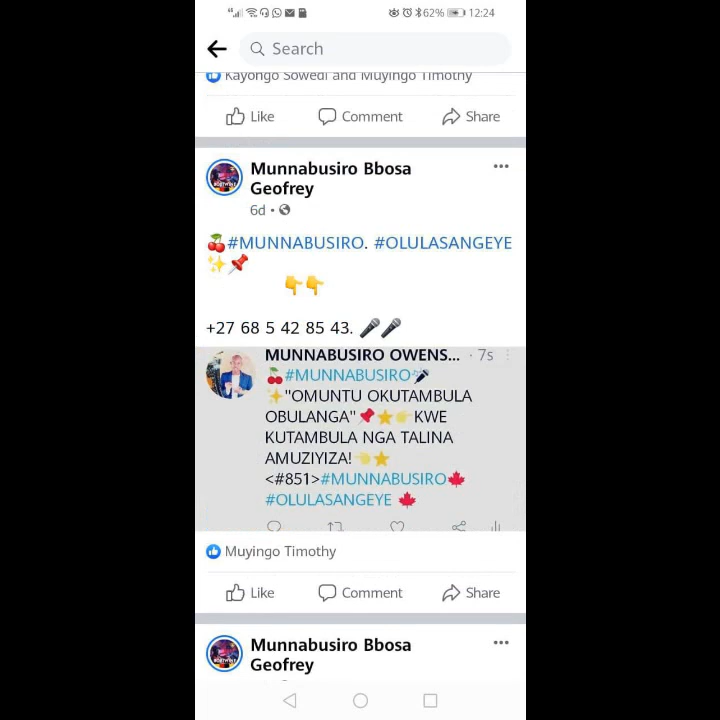 4G 62% 12:24
Search
Kayongo Sowedi and Muyingo Timothy
Like Comment Share
Munnabusiro Bbosa
Geofrey
6d •
🍒#MUNNABUSIRO. #OLULASANGEYE
✨📌
👇👇
+27 68 5 42 85 43. 🎤🎤
MUNNABUSIRO OWENS... · 7s
🍒#MUNNABUSIRO🎤
✨"OMUNTU OKUTAMBULA
OBULANGA"📌⭐👉KWE
KUTAMBULA NGA TALINA
AMUZIYIZA!👈⭐
<#851>#MUNNABUSIRO🍁
#OLULASANGEYE 🍁
Muyingo Timothy
Like Comment Share
Munnabusiro Bbosa
Geofrey